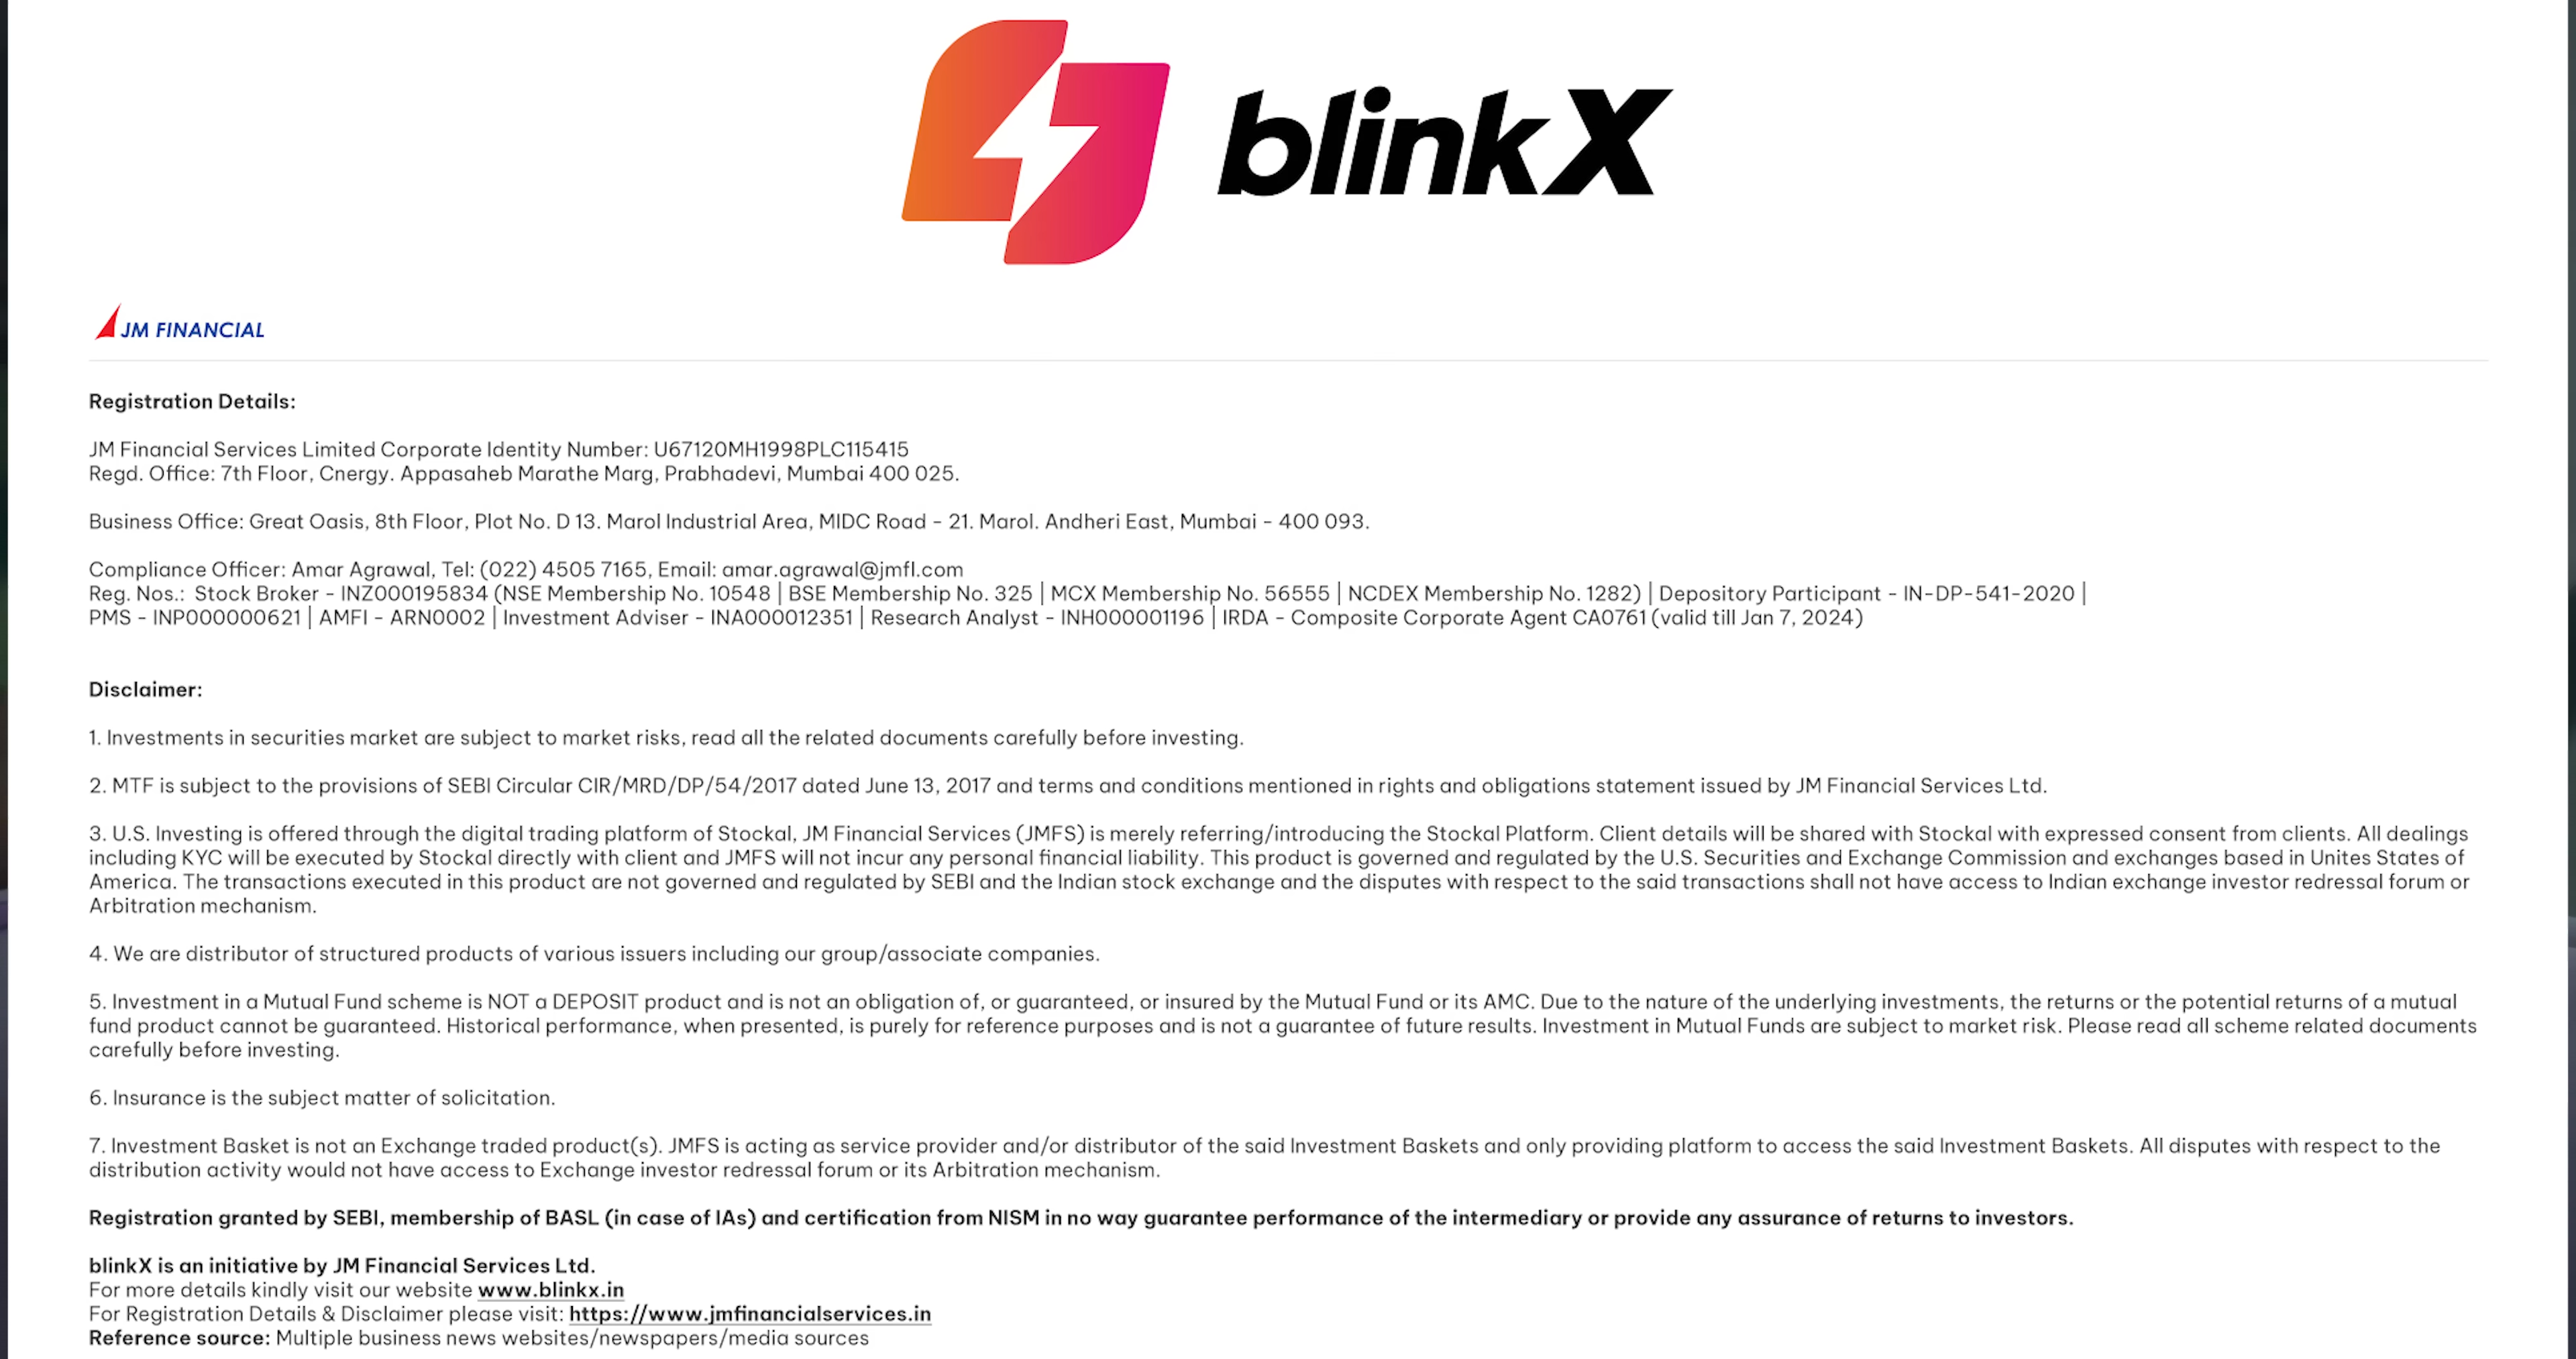 blinkX
JM FINANCIAL
Registration Details:
JM Financial Services Limited Corporate Identity Number: U67120MH1998PLC115415
Regd. Office: 7th Floor, Cnergy. Appasaheb Marathe Marg, Prabhadevi, Mumbai 400 025.
Business Office: Great Oasis, 8th Floor, Plot No. D 13. Marol Industrial Area, MIDC Road - 21. Marol. Andheri East, Mumbai - 400 093.
Compliance Officer: Amar Agrawal, Tel: (022) 4505 7165, Email: amar.agrawal@jmfl.com
Reg. Nos.: Stock Broker - INZ000195834 (NSE Membership No. 10548 | BSE Membership No. 325 | MCX Membership No. 56555 | NCDEX Membership No. 1282) | Depository Participant - IN-DP-541-2020 |
PMS - INP000000621 | AMFI - ARN0002 | Investment Adviser - INA000012351 | Research Analyst - INH000001196 | IRDA - Composite Corporate Agent CA0761 (valid till Jan 7, 2024)
Disclaimer:
1. Investments in securities market are subject to market risks, read all the related documents carefully before investing.
2. MTF is subject to the provisions of SEBI Circular CIR/MRD/DP/54/2017 dated June 13, 2017 and terms and conditions mentioned in rights and obligations statement issued by JM Financial Services Ltd.
3. U.S. Investing is offered through the digital trading platform of Stockal, JM Financial Services (JMFS) is merely referring/introducing the Stockal Platform. Client details will be shared with Stockal with expressed consent from clients. All dealings
including KYC will be executed by Stockal directly with client and JMFS will not incur any personal financial liability. This product is governed and regulated by the U.S. Securities and Exchange Commission and exchanges based in Unites States of
America. The transactions executed in this product are not governed and regulated by SEBI and the Indian stock exchange and the disputes with respect to the said transactions shall not have access to Indian exchange investor redressal forum or
Arbitration mechanism.
4. We are distributor of structured products of various issuers including our group/associate companies.
5. Investment in a Mutual Fund scheme is NOT a DEPOSIT product and is not an obligation of, or guaranteed, or insured by the Mutual Fund or its AMC. Due to the nature of the underlying investments, the returns or the potential returns of a mutual
fund product cannot be guaranteed. Historical performance, when presented, is purely for reference purposes and is not a guarantee of future results. Investment in Mutual Funds are subject to market risk. Please read all scheme related documents
carefully before investing.
6. Insurance is the subject matter of solicitation.
7. Investment Basket is not an Exchange traded product(s). JMFS is acting as service provider and/or distributor of the said Investment Baskets and only providing platform to access the said Investment Baskets. All disputes with respect to the
distribution activity would not have access to Exchange investor redressal forum or its Arbitration mechanism.
Registration granted by SEBI, membership of BASL (in case of IAs) and certification from NISM in no way guarantee performance of the intermediary or provide any assurance of returns to investors.
blinkX is an initiative by JM Financial Services Ltd.
For more details kindly visit our website www.blinkx.in
For Registration Details & Disclaimer please visit: https://www.jmfinancialservices.in
Reference source: Multiple business news websites/newspapers/media sources